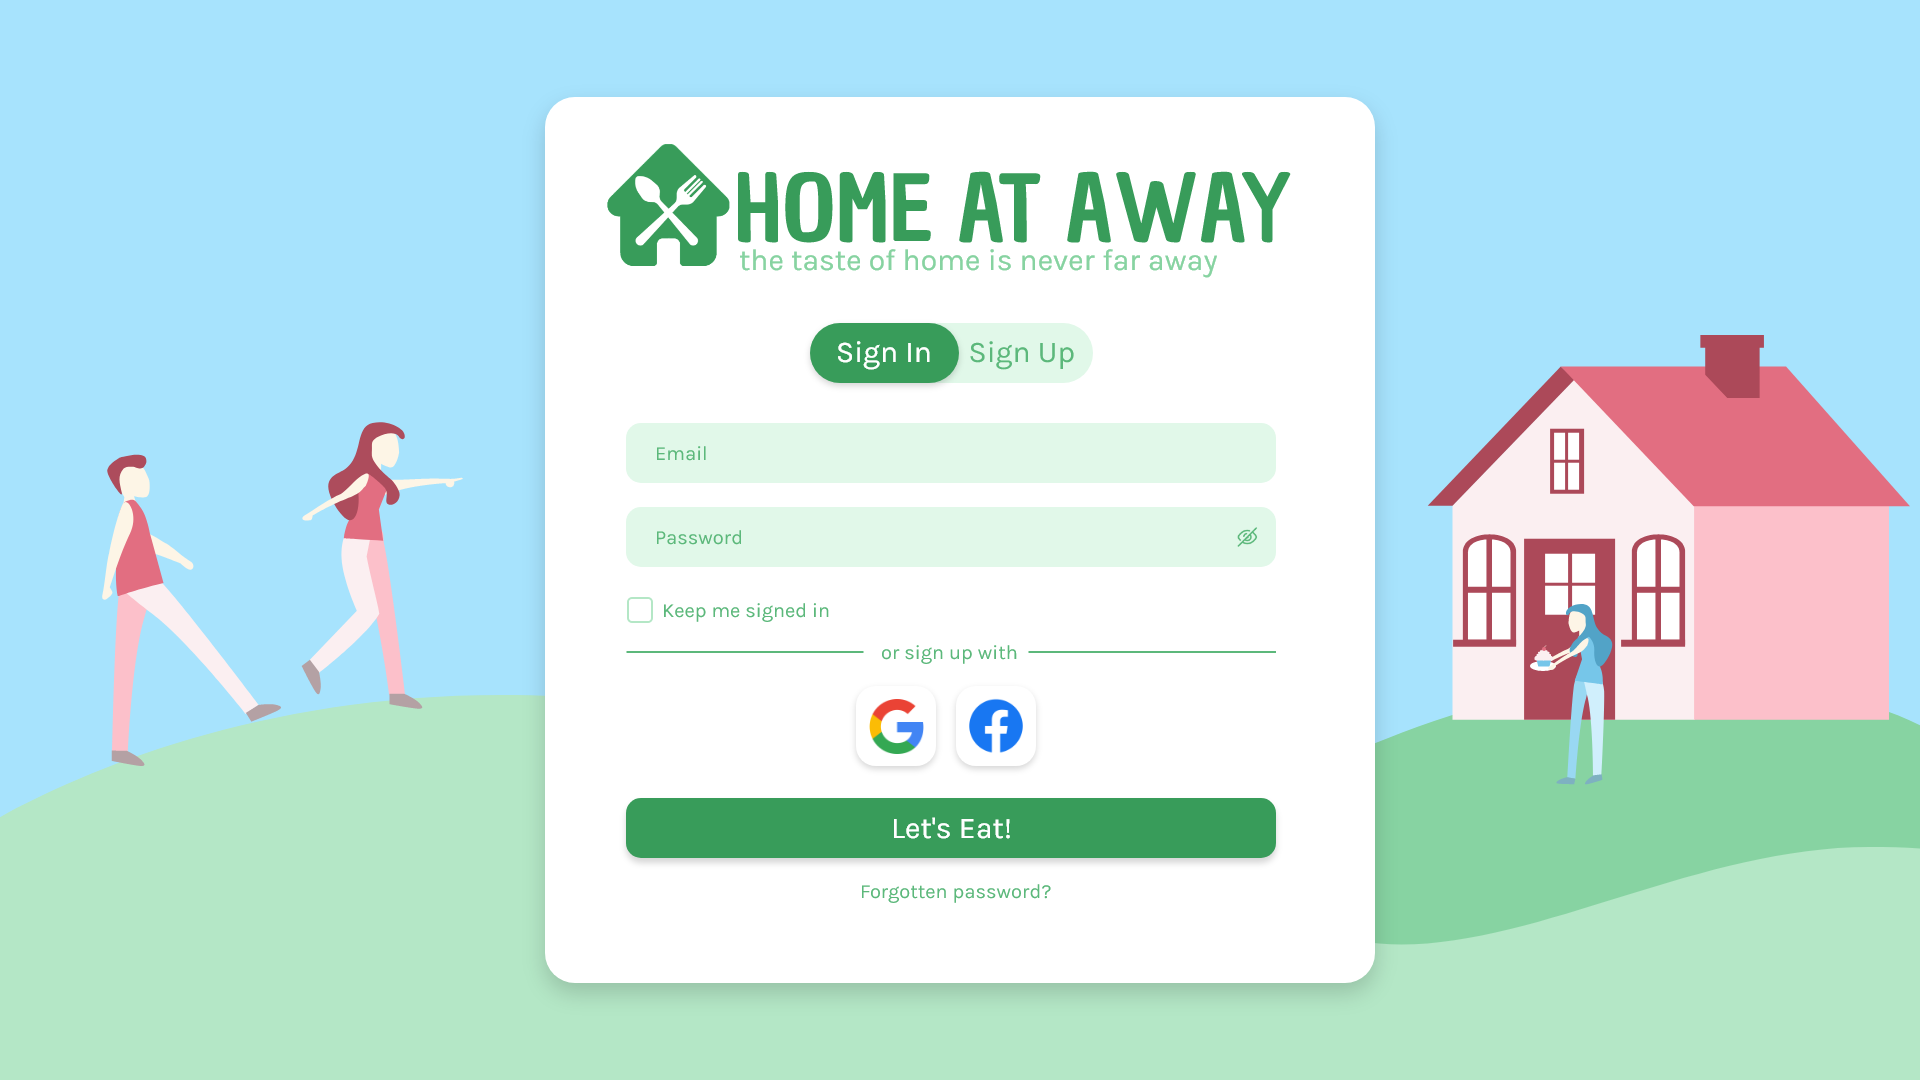 HOME AT AWAY
the taste of home is never far away
Sign In Sign Up
Email
Password
Keep me signed in
or sign up with
Let's Eat!
Forgotten password?